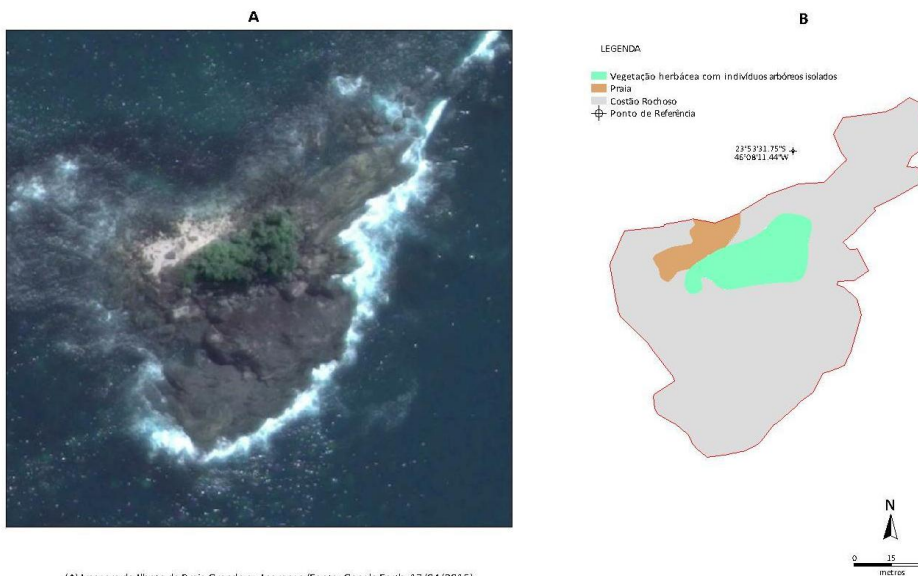 A
B
LEGENDA
Vegetação herbácea com indivíduos arbóreos isolados
Praia
Costão Rochoso
Ponto de Referência
23°53'31.75"S
46°08'11.44"W
N
0 15
metros